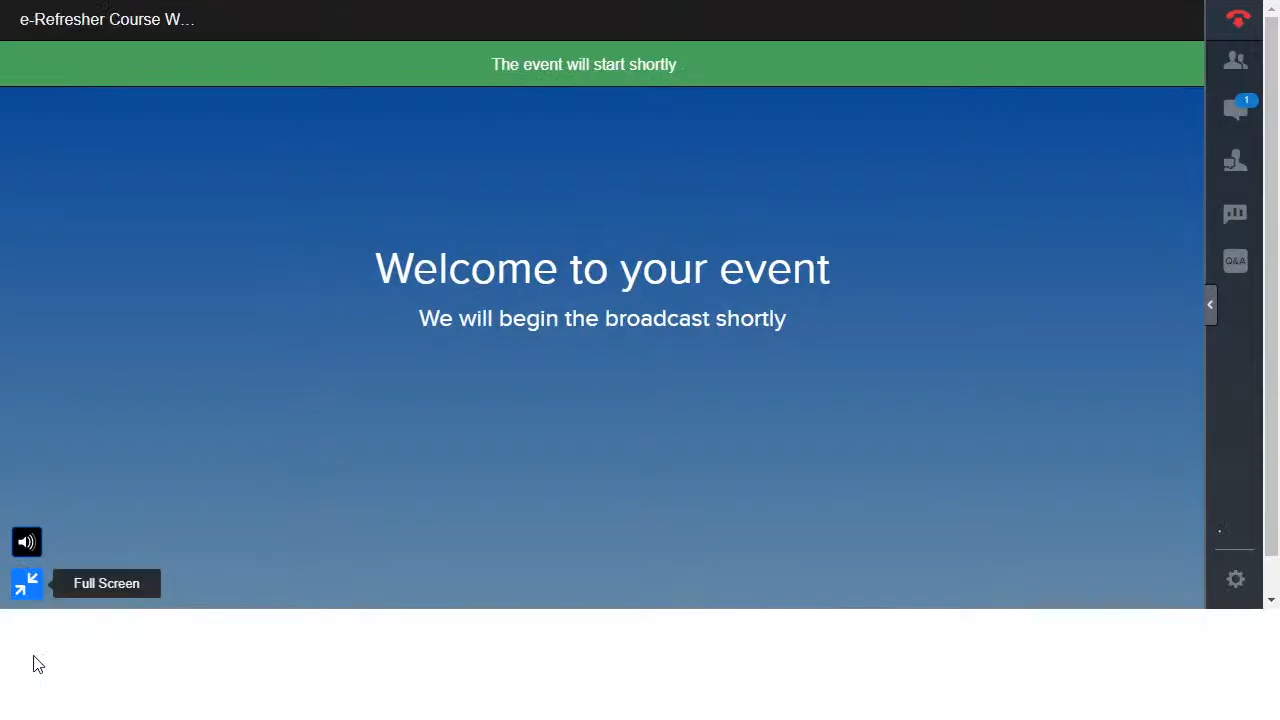 e-Refresher Course W...
The event will start shortly
1
Q&A
Welcome to your event
We will begin the broadcast shortly
Full Screen